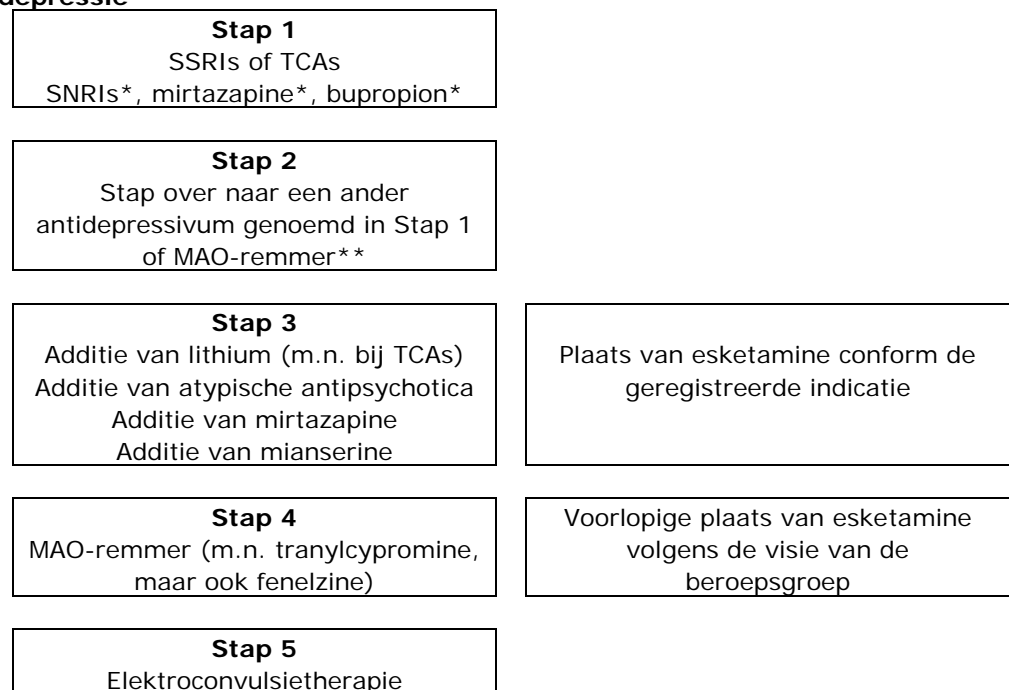 depressie
Stap 1
SSRIs of TCAs
SNRIs*, mirtazapine*, bupropion*
Stap 2
Stap over naar een ander
antidepressivum genoemd in Stap 1
of MAO-remmer**
Stap 3
Additie van lithium (m.n. bij TCAs)
Additie van atypische antipsychotica
Additie van mirtazapine
Additie van mianserine
Plaats van esketamine conform de
geregistreerde indicatie
Stap 4
MAO-remmer (m.n. tranylcypromine,
maar ook fenelzine)
Voorlopige plaats van esketamine
volgens de visie van de
beroepsgroep
Stap 5
Elektroconvulsietherapie